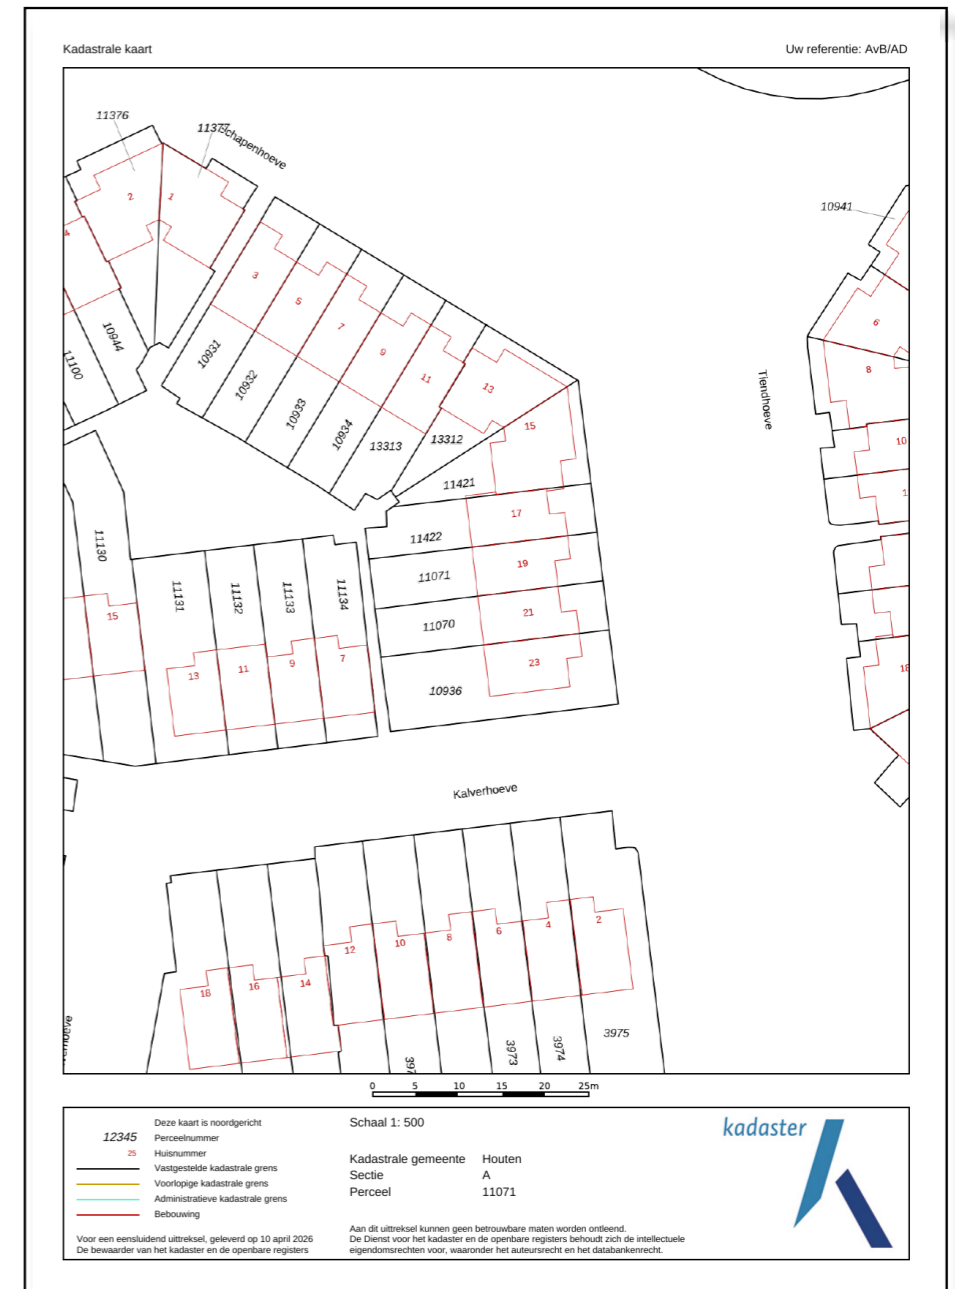 Kadastrale kaart
Uw referentie: AvB/AD
11376
11377
Schapenhoeve
2
1
4
10941
3
5
7
9
11
13
15
6
8
10
Tiendhoeve
10944
11100
10931
10932
10933
10934
13313
13312
11421
17
11422
19
11071
21
11070
23
10936
18
11130
11131
11132
11133
11134
15
13
11
9
7
Kalverhoeve
12
10
8
6
4
2
18
16
14
3973
3974
3975
0 5 10 15 20 25m
Deze kaart is noordgericht
12345 Perceelnummer
25 Huisnummer
Vastgestelde kadastrale grens
Voorlopige kadastrale grens
Administratieve kadastrale grens
Bebouwing
Voor een eensluidend uittreksel, geleverd op 10 april 2026
De bewaarder van het kadaster en de openbare registers
Schaal 1: 500
Kadastrale gemeente Houten
Sectie A
Perceel 11071
Aan dit uittreksel kunnen geen betrouwbare maten worden ontleend.
De Dienst voor het kadaster en de openbare registers behoudt zich de intellectuele
eigendomsrechten voor, waaronder het auteursrecht en het databankenrecht.
kadaster